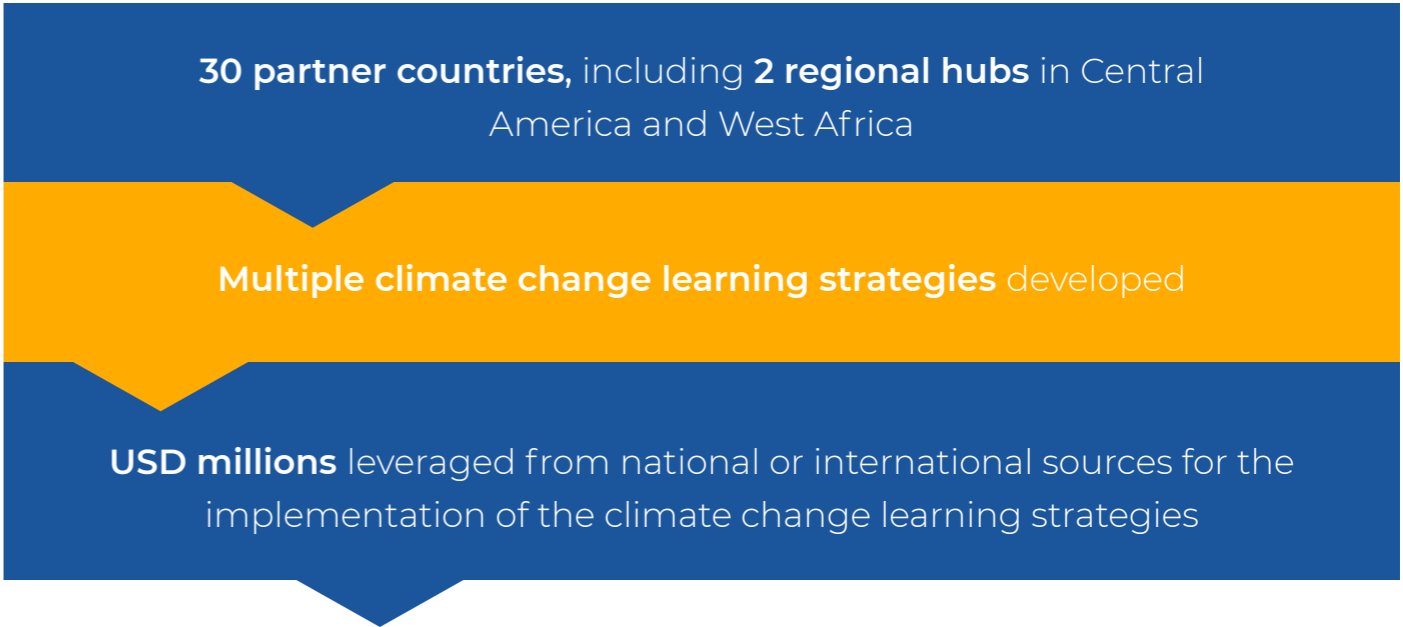 30 partner countries, including 2 regional hubs in Central
America and West Africa
Multiple climate change learning strategies developed
USD millions leveraged from national or international sources for the
implementation of the climate change learning strategies